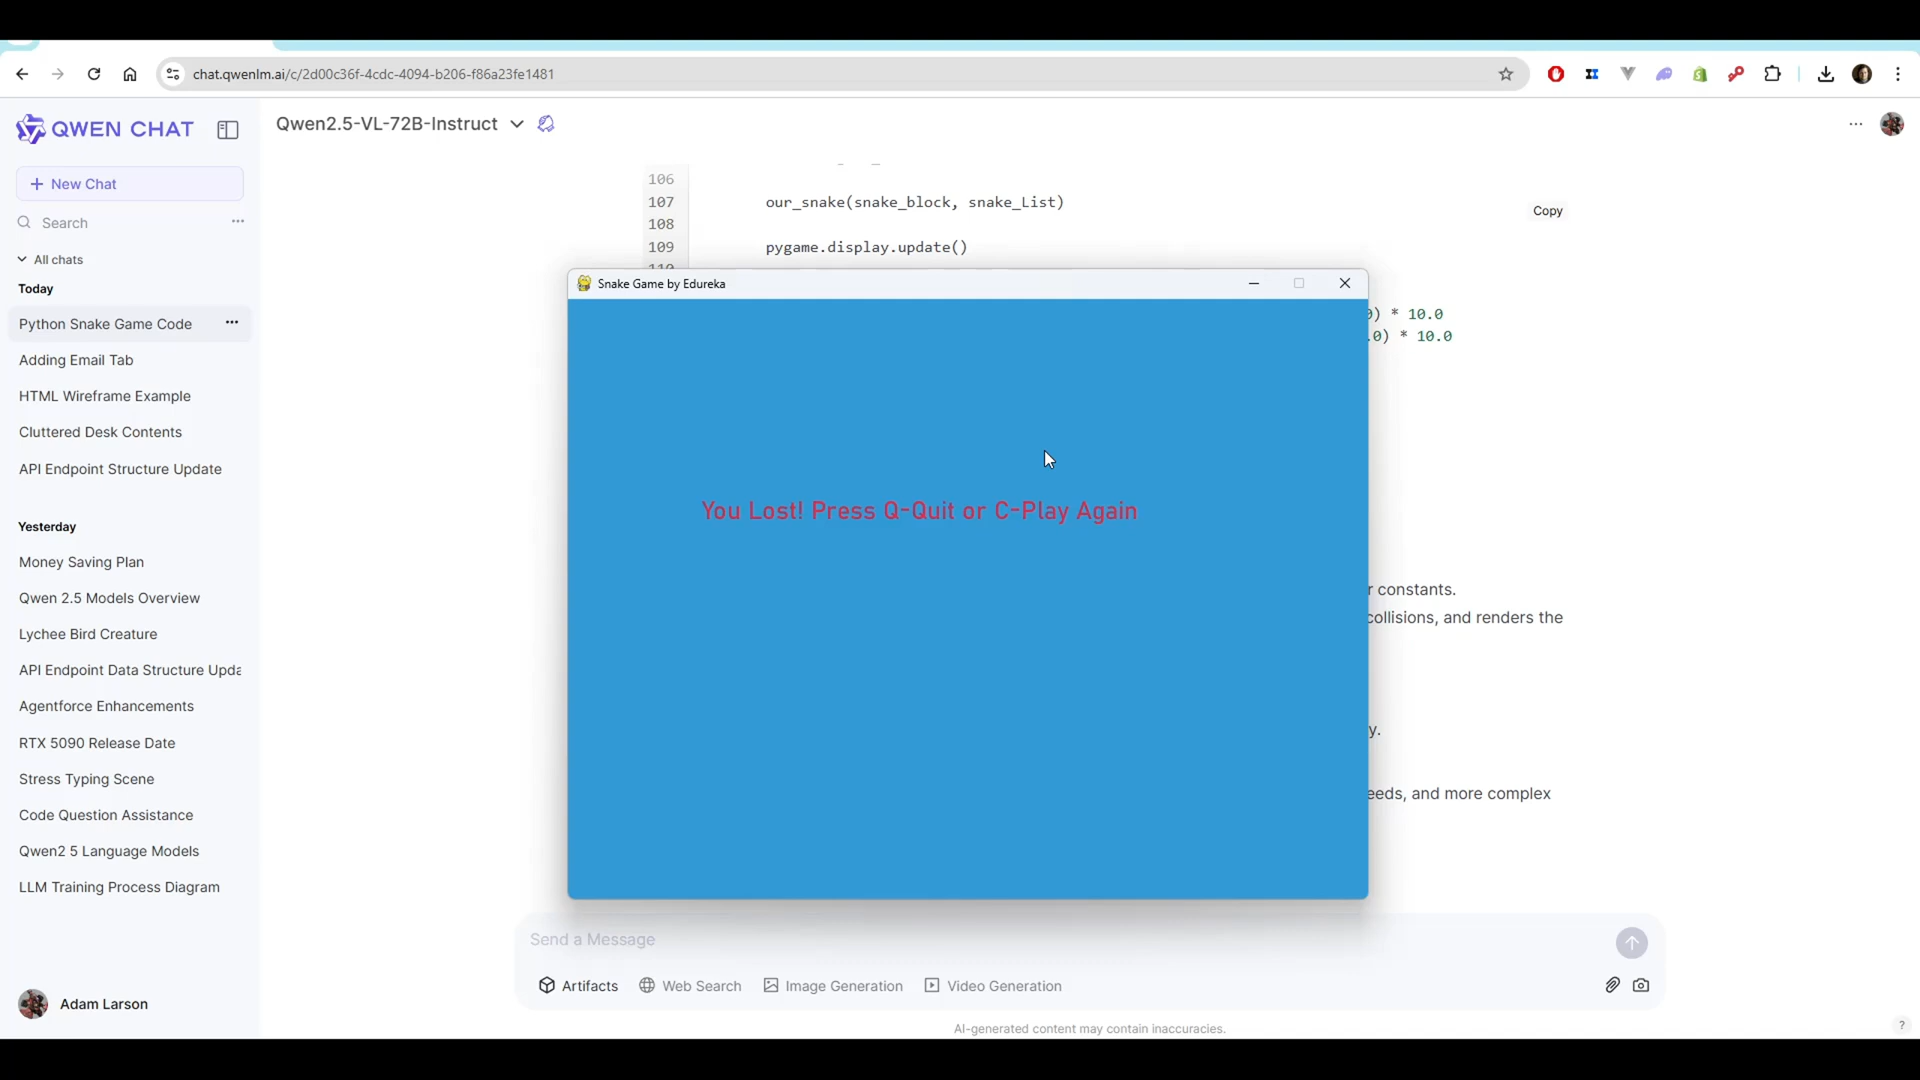 chat.qwenlm.ai/c/2d00c36f-4cdc-4094-b206-f86a23fe1481
QWEN CHAT
Qwen2.5-VL-72B-Instruct
New Chat
Search
All chats
Today
Python Snake Game Code
Adding Email Tab
HTML Wireframe Example
Cluttered Desk Contents
API Endpoint Structure Update
Yesterday
Money Saving Plan
Qwen 2.5 Models Overview
Lychee Bird Creature
API Endpoint Data Structure Upda
Agentforce Enhancements
RTX 5090 Release Date
Stress Typing Scene
Code Question Assistance
Qwen2 5 Language Models
LLM Training Process Diagram
Adam Larson
106
107 our_snake(snake_block, snake_List)
108
109 pygame.display.update()
Copy
Snake Game by Edureka
) * 10.0
.0) * 10.0
You Lost! Press Q-Quit or C-Play Again
r constants.
collisions, and renders the
y.
eeds, and more complex
Send a Message
Artifacts Web Search Image Generation Video Generation
AI-generated content may contain inaccuracies.
?